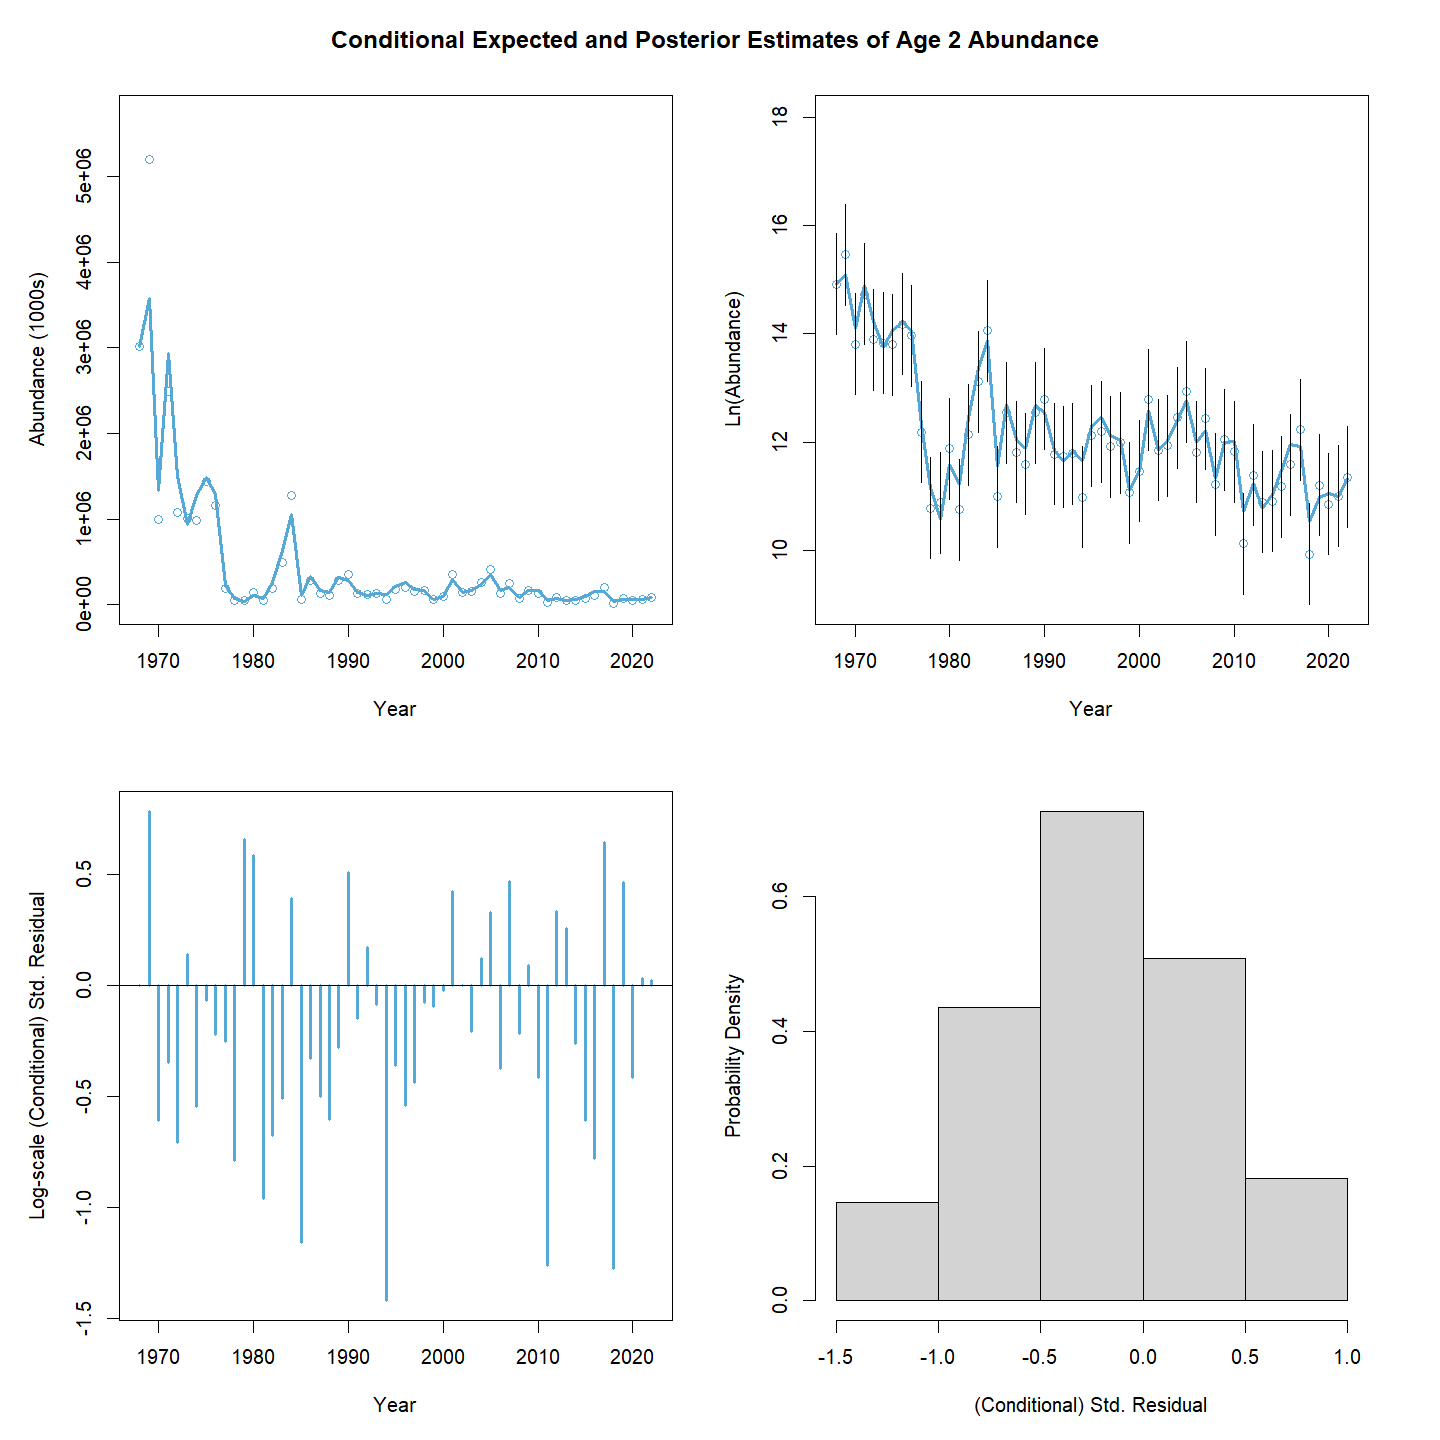 Conditional Expected and Posterior Estimates of Age 2 Abundance
Abundance (1000s)
0e+00 1e+06 2e+06 3e+06 4e+06 5e+06
1970 1980 1990 2000 2010 2020
Year
Ln(Abundance)
10 12 14 16 18
1970 1980 1990 2000 2010 2020
Year
Log-scale (Conditional) Std. Residual
-1.5 -1.0 -0.5 0.0 0.5
1970 1980 1990 2000 2010 2020
Year
Probability Density
0.0 0.2 0.4 0.6
-1.5 -1.0 -0.5 0.0 0.5 1.0
(Conditional) Std. Residual